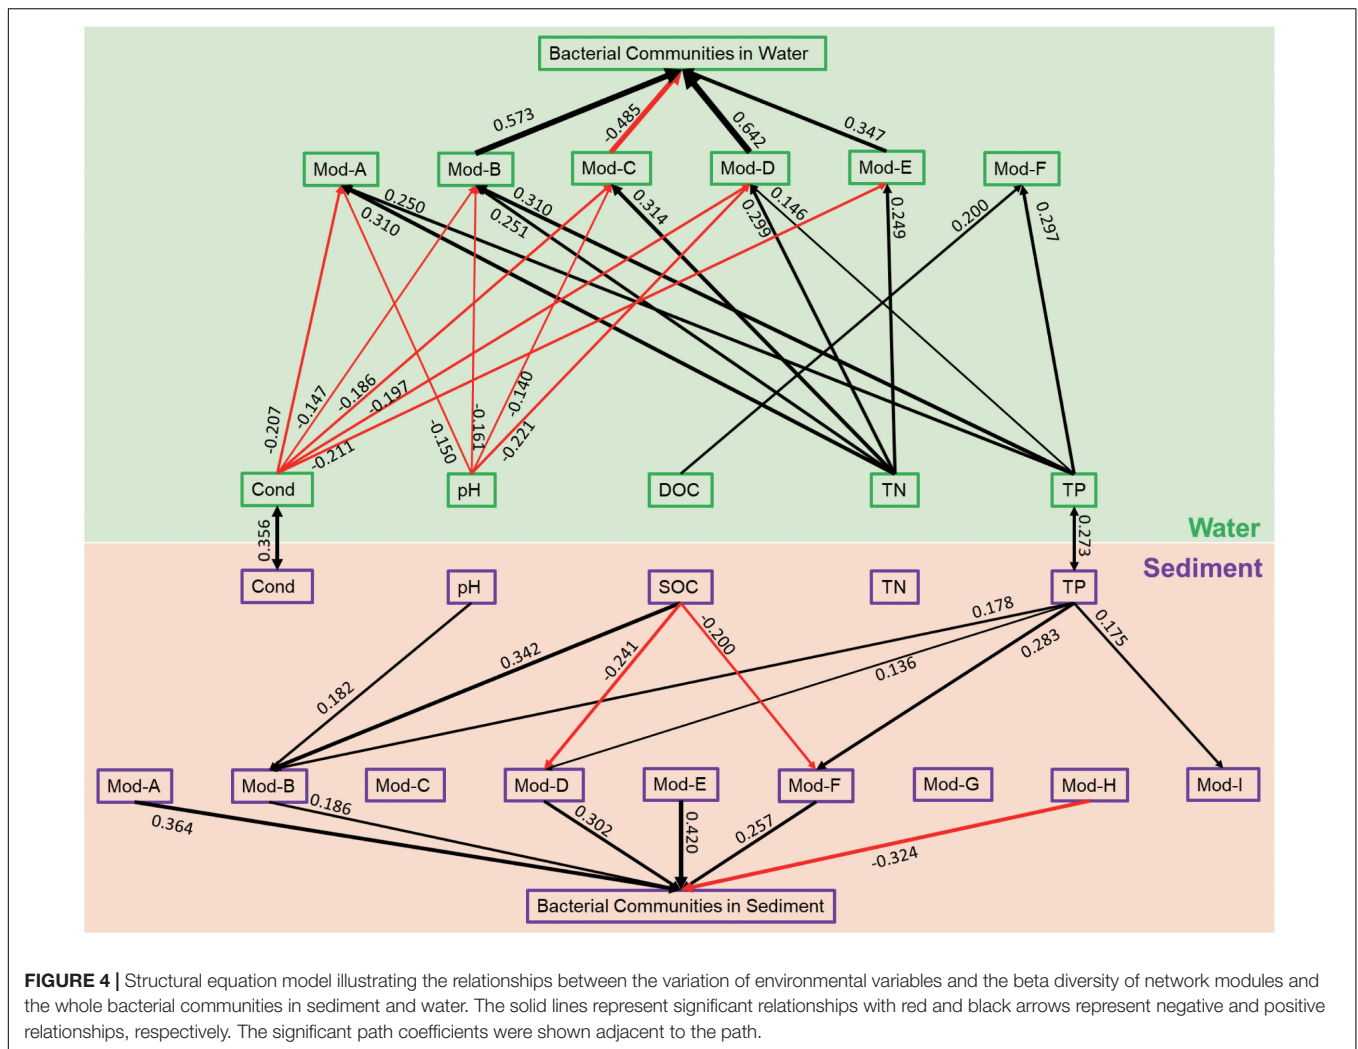 Bacterial Communities in Water
0.573
-0.485
0.642
0.347
Mod-A
Mod-B
Mod-C
Mod-D
Mod-E
Mod-F
0.250
0.310
0.310
0.251
0.314
0.299
0.146
0.249
0.200
0.297
-0.207
-0.147
-0.186
-0.197
-0.211
-0.150
-0.161
-0.140
-0.221
Cond
pH
DOC
TN
TP
0.356
0.273
Water
Sediment
Cond
pH
SOC
TN
TP
0.182
0.342
-0.241
-0.200
0.178
0.136
0.283
0.175
Mod-A
Mod-B
Mod-C
Mod-D
Mod-E
Mod-F
Mod-G
Mod-H
Mod-I
0.364
0.186
0.302
0.420
0.257
-0.324
Bacterial Communities in Sediment
FIGURE 4 | Structural equation model illustrating the relationships between the variation of environmental variables and the beta diversity of network modules and
the whole bacterial communities in sediment and water. The solid lines represent significant relationships with red and black arrows represent negative and positive
relationships, respectively. The significant path coefficients were shown adjacent to the path.